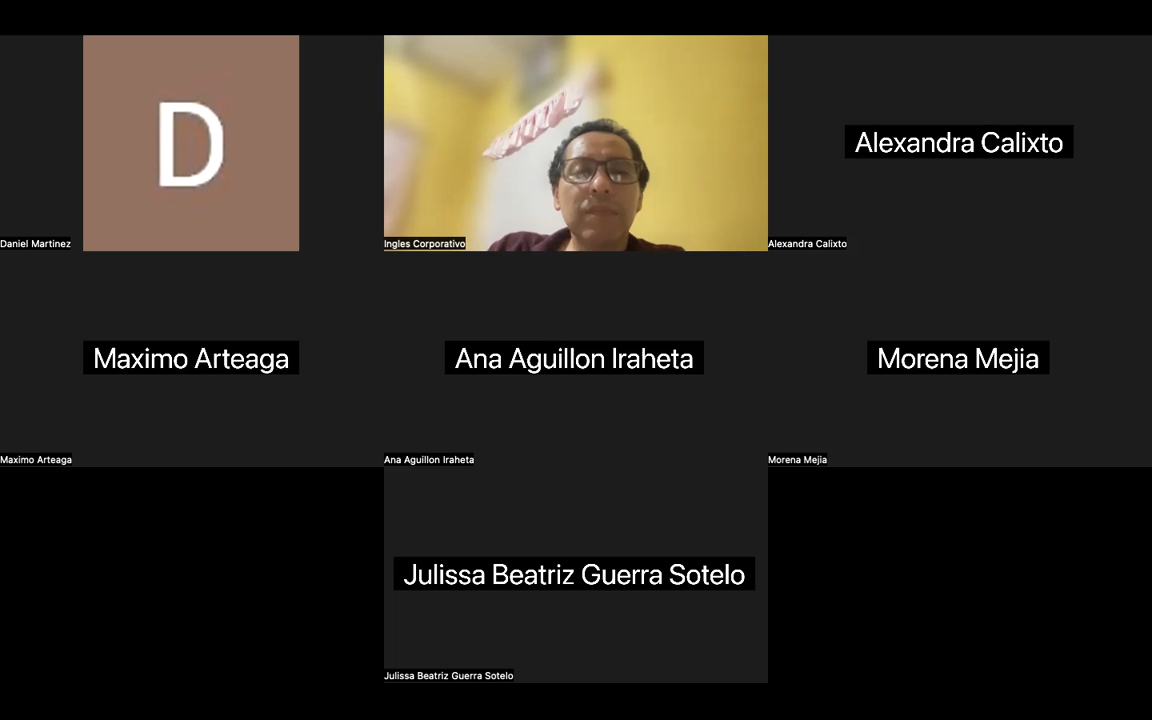 D
Daniel Martinez
Ingles Corporativo
Alexandra Calixto
Alexandra Calixto
Maximo Arteaga
Maximo Arteaga
Ana Aguillon Iraheta
Ana Aguillon Iraheta
Morena Mejia
Morena Mejia
Julissa Beatriz Guerra Sotelo
Julissa Beatriz Guerra Sotelo